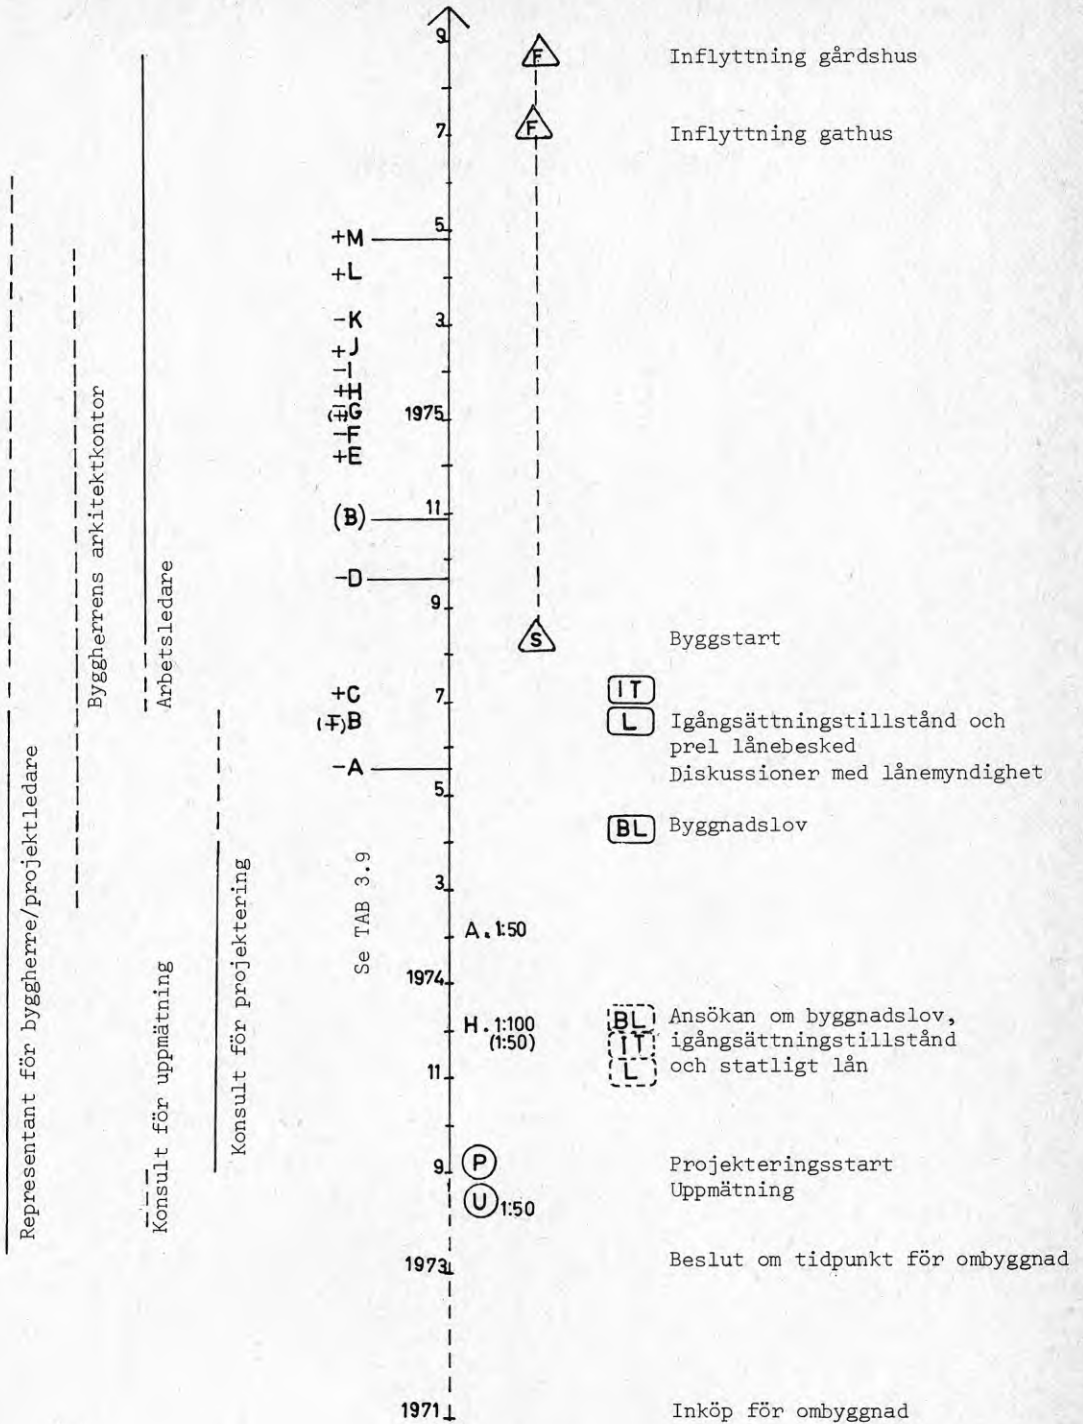 9
F
Inflyttning gårdshus
7
F
Inflyttning gathus
5
+M
+L
-K
3
+J
-I
+H
(±)G
1975
-F
+E
(B)
11
-D
9
S
Byggstart
+C
7
IT
(∓)B
L
Igångsättningstillstånd och
prel lånebesked
-A
Diskussioner med lånemyndighet
5
BL
Byggnadslov
3
A. 1:50
1974
H. 1:100
(1:50)
BL
Ansökan om byggnadslov,
IT
igångsättningstillstånd
L
och statligt lån
11
9
P
Projekteringsstart
U 1:50
Uppmätning
1973
Beslut om tidpunkt för ombyggnad
1971
Inköp för ombyggnad
Representant för byggherre/projektledare
Byggherrens arkitektkontor
Arbetsledare
Konsult för uppmätning
Konsult för projektering
Se TAB 3.9